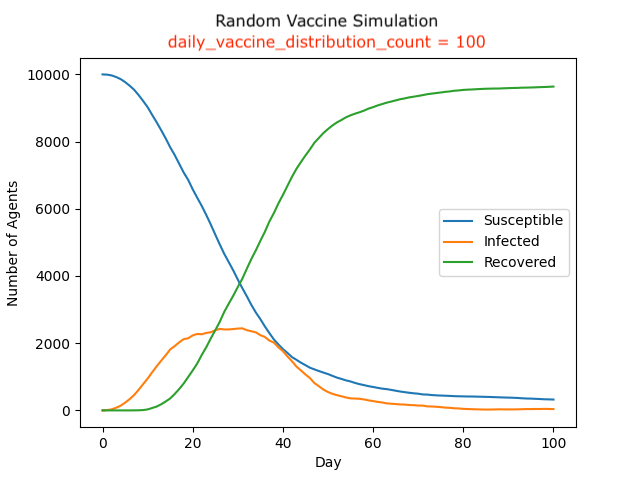 Random Vaccine Simulation
daily_vaccine_distribution_count = 100
10000
8000
6000
4000
2000
0
Number of Agents
Susceptible
Infected
Recovered
0 20 40 60 80 100
Day